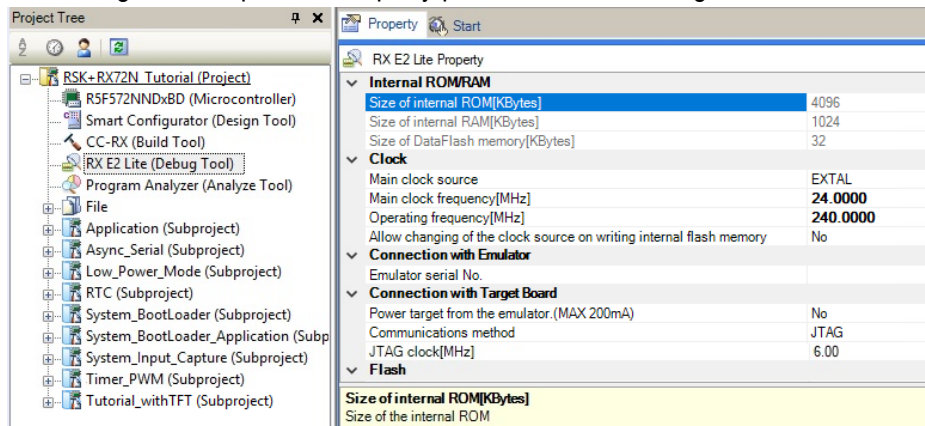 Project Tree
RSK+RX72N_Tutorial (Project)
R5F572NNDxBD (Microcontroller)
Smart Configurator (Design Tool)
CC-RX (Build Tool)
RX E2 Lite (Debug Tool)
Program Analyzer (Analyze Tool)
File
Application (Subproject)
Async_Serial (Subproject)
Low_Power_Mode (Subproject)
RTC (Subproject)
System_BootLoader (Subproject)
System_BootLoader_Application (Subp
System_Input_Capture (Subproject)
Timer_PWM (Subproject)
Tutorial_withTFT (Subproject)
Property Start
RX E2 Lite Property
Internal ROM/RAM
Size of internal ROM[KBytes] 4096
Size of internal RAM[KBytes] 1024
Size of DataFlash memory[KBytes] 32
Clock
Main clock source EXTAL
Main clock frequency[MHz] 24.0000
Operating frequency[MHz] 240.0000
Allow changing of the clock source on writing internal flash memory No
Connection with Emulator
Emulator serial No.
Connection with Target Board
Power target from the emulator.(MAX 200mA) No
Communications method JTAG
JTAG clock[MHz] 6.00
Flash
Size of internal ROM[KBytes]
Size of the internal ROM